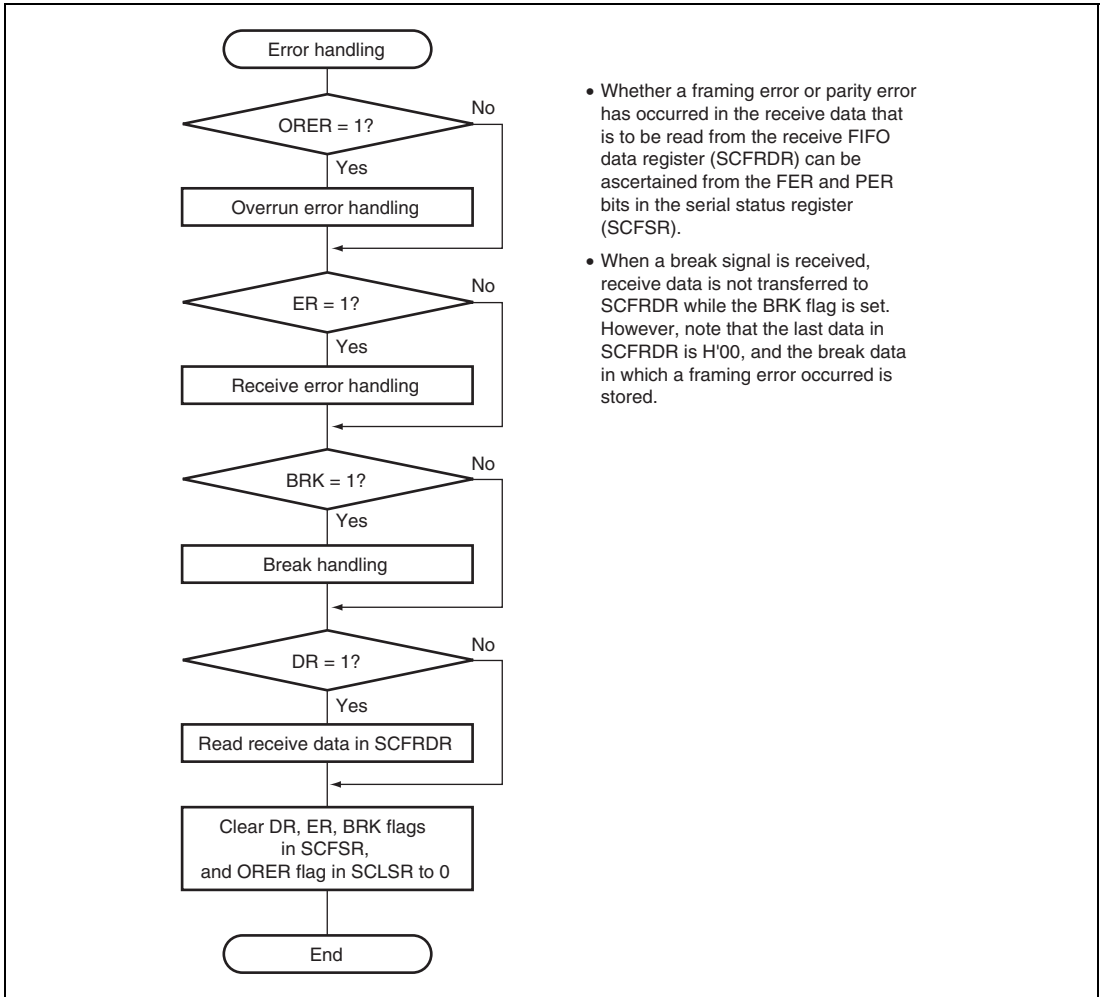 Error handling
ORER = 1?
No
Yes
Overrun error handling
ER = 1?
No
Yes
Receive error handling
BRK = 1?
No
Yes
Break handling
DR = 1?
No
Yes
Read receive data in SCFRDR
Clear DR, ER, BRK flags
in SCFSR,
and ORER flag in SCLSR to 0
End
• Whether a framing error or parity error
has occurred in the receive data that
is to be read from the receive FIFO
data register (SCFRDR) can be
ascertained from the FER and PER
bits in the serial status register
(SCFSR).
• When a break signal is received,
receive data is not transferred to
SCFRDR while the BRK flag is set.
However, note that the last data in
SCFRDR is H'00, and the break data
in which a framing error occurred is
stored.